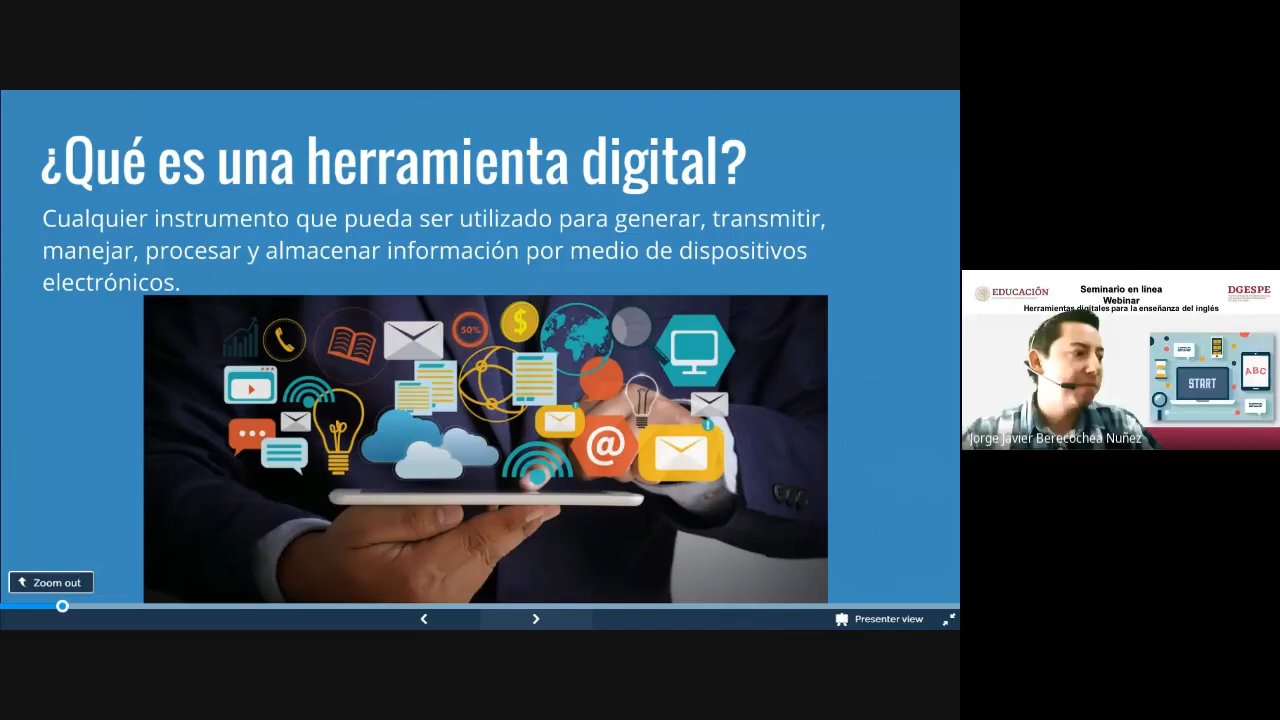 ¿Qué es una herramienta digital?
Cualquier instrumento que pueda ser utilizado para generar, transmitir,
manejar, procesar y almacenar información por medio de dispositivos
electrónicos.
50%
$
@
Zoom out
Presenter view
EDUCACIÓN
Seminario en línea
Webinar
Herramientas digitales para la enseñanza del inglés
DGESPE
START
ABC
Jorge Javier Berecochea Nuñez